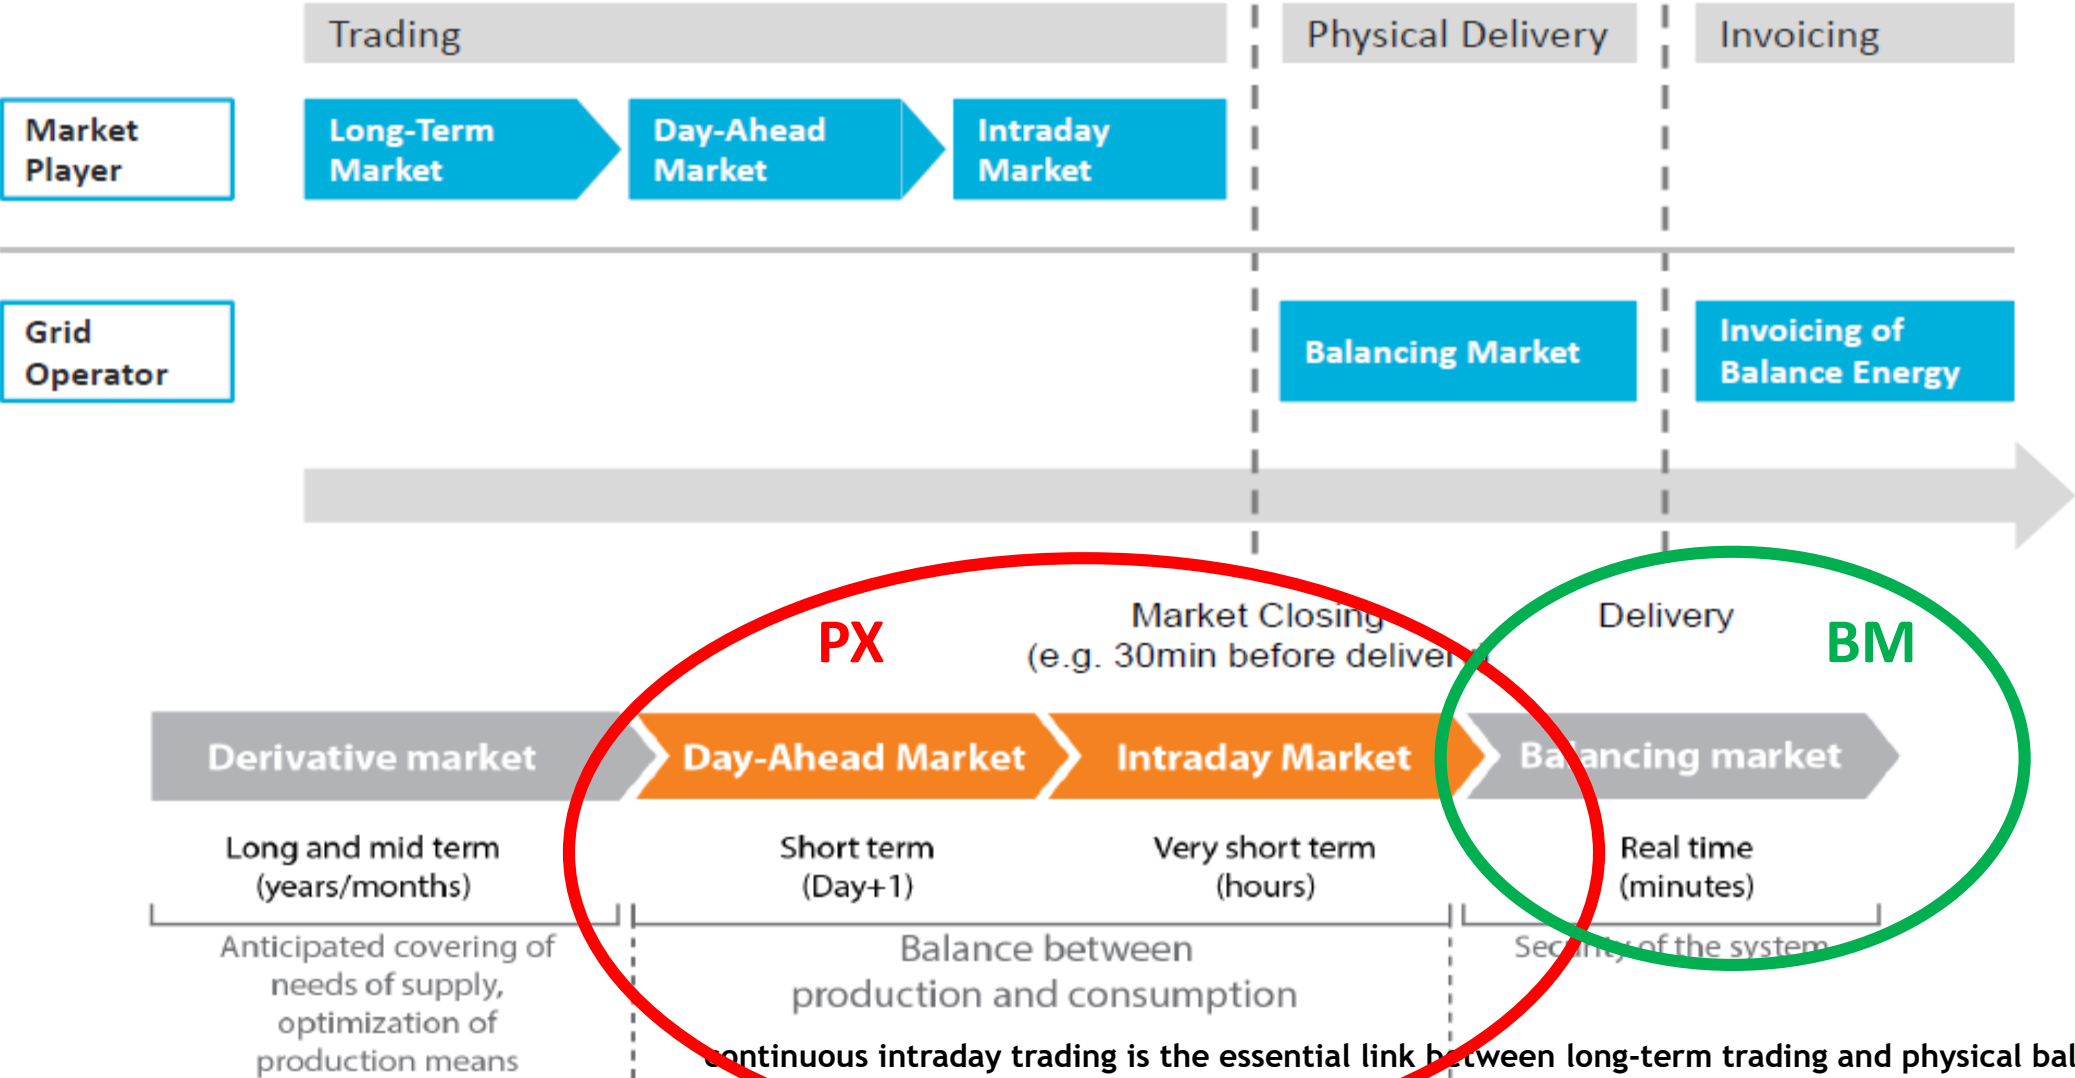 Trading
Physical Delivery
Invoicing
Market
Player
Long-Term
Market
Day-Ahead
Market
Intraday
Market
Grid
Operator
Balancing Market
Invoicing of
Balance Energy
Market Closing
(e.g. 30min before delivery)
Delivery
PX
BM
Derivative market
Day-Ahead Market
Intraday Market
Balancing market
Long and mid term
(years/months)
Short term
(Day+1)
Very short term
(hours)
Real time
(minutes)
Anticipated covering of
needs of supply,
optimization of
production means
Balance between
production and consumption
Security of the system
continuous intraday trading is the essential link between long-term trading and physical bal